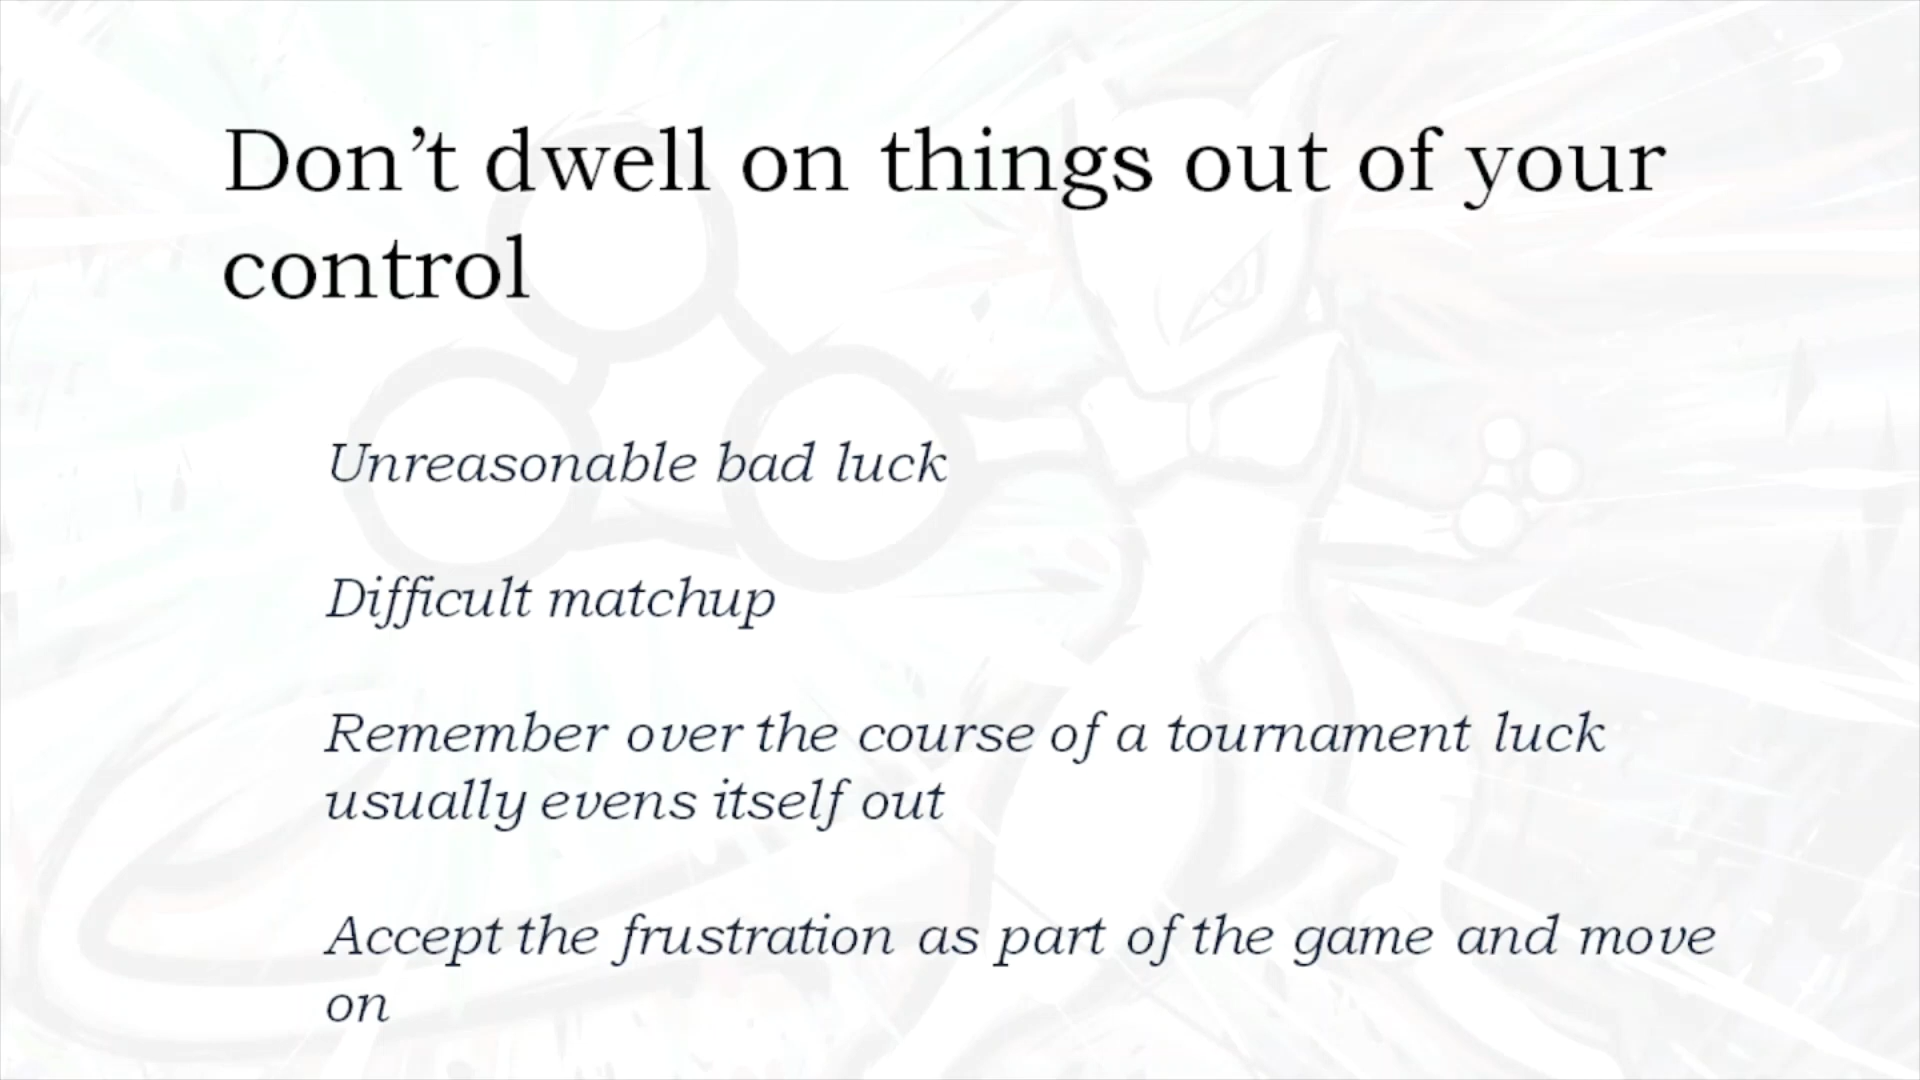 Don’t dwell on things out of your
control
Unreasonable bad luck
Difficult matchup
Remember over the course of a tournament luck
usually evens itself out
Accept the frustration as part of the game and move
on